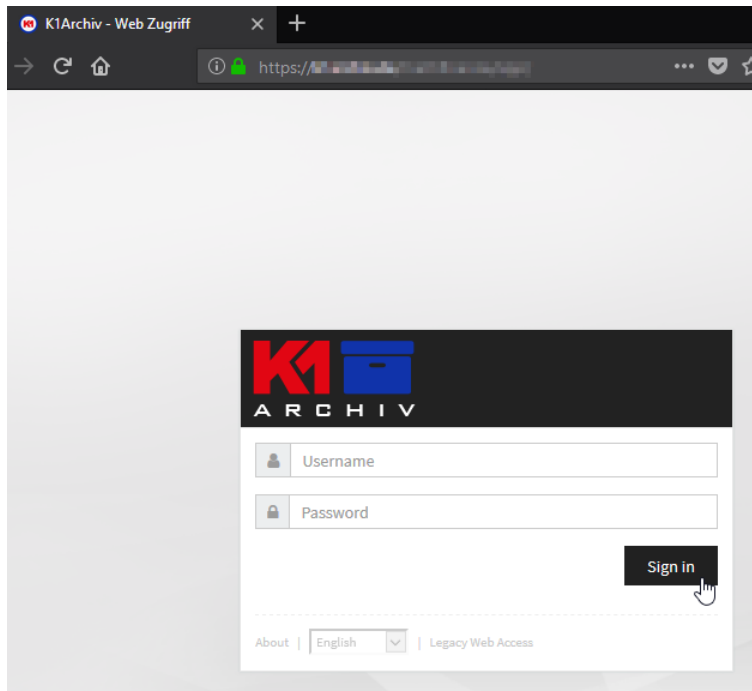 K1Archiv - Web Zugriff
https://
K1
ARCHIV
Username
Password
Sign in
About | English | Legacy Web Access